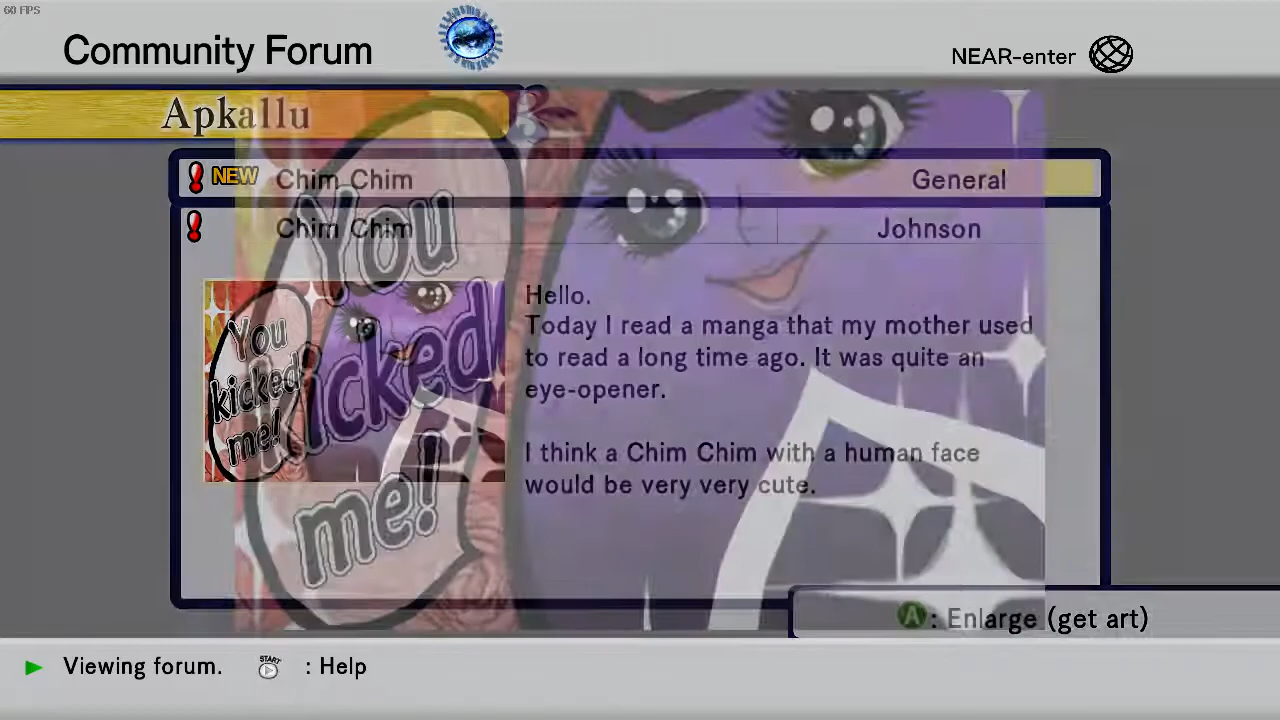 60 FPS
Community Forum
NEAR-enter
Apkallu
NEW Chim Chim General
Chim Chim Johnson
You
kicked
me!
You
kicked
me!
Hello.
Today I read a manga that my mother used
to read a long time ago. It was quite an
eye-opener.
I think a Chim Chim with a human face
would be very very cute.
A : Enlarge (get art)
Viewing forum. START : Help